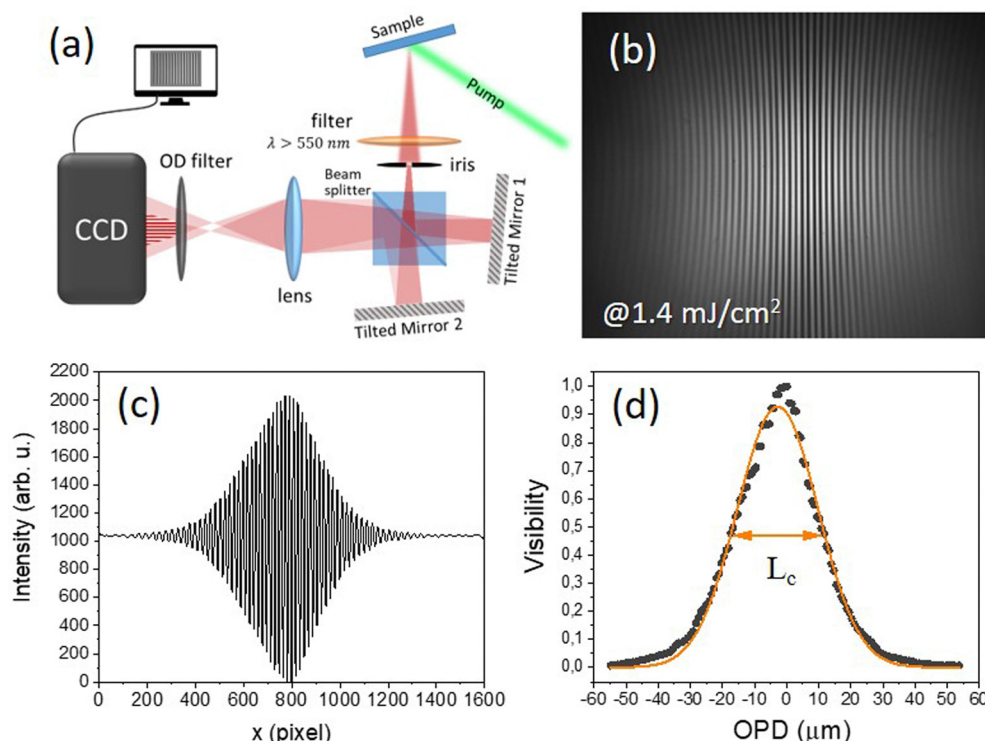 (a)
Sample
Pump
filter
λ > 550 nm
iris
OD filter
Beam
splitter
Tilted Mirror 1
CCD
lens
Tilted Mirror 2
(b)
@1.4 mJ/cm²
(c)
Intensity (arb. u.)
2200
2000
1800
1600
1400
1200
1000
800
600
400
200
0
0 200 400 600 800 1000 1200 1400 1600
x (pixel)
(d)
Visibility
1,0
0,9
0,8
0,7
0,6
0,5
0,4
0,3
0,2
0,1
0,0
L_c
-60 -50 -40 -30 -20 -10 0 10 20 30 40 50 60
OPD (μm)